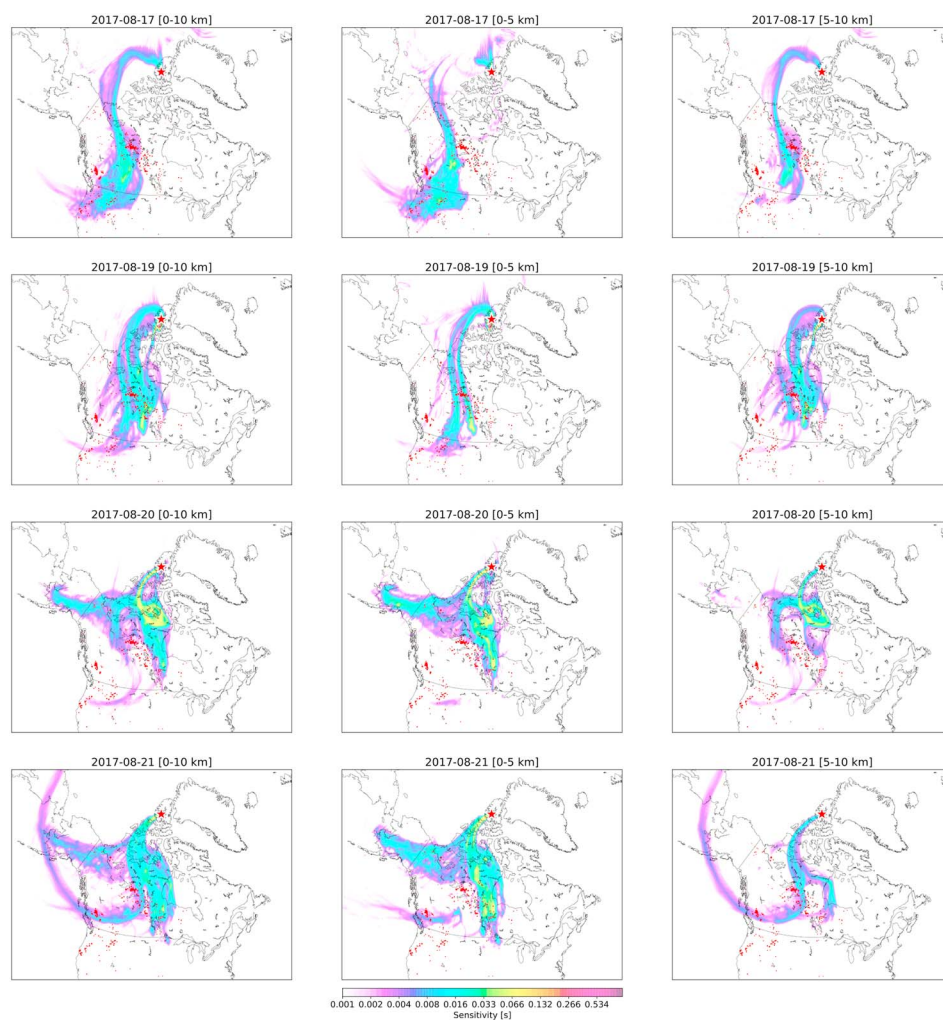 2017-08-17 [0-10 km]
2017-08-17 [0-5 km]
2017-08-17 [5-10 km]
2017-08-19 [0-10 km]
2017-08-19 [0-5 km]
2017-08-19 [5-10 km]
2017-08-20 [0-10 km]
2017-08-20 [0-5 km]
2017-08-20 [5-10 km]
2017-08-21 [0-10 km]
2017-08-21 [0-5 km]
2017-08-21 [5-10 km]
0.001 0.002 0.004 0.008 0.016 0.033 0.066 0.132 0.266 0.534
Sensitivity [s]